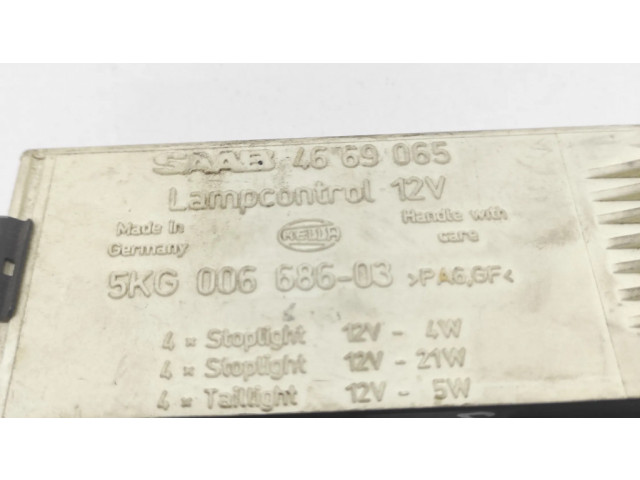 SAAB 46 69 065
Lampcontrol 12V
Made in Germany
HELLA
Handle with care
5KG 006 686-03 >PA6,GF<
4 × Stoplight 12V - 4W
4 × Stoplight 12V - 21W
4 × Taillight 12V - 5W